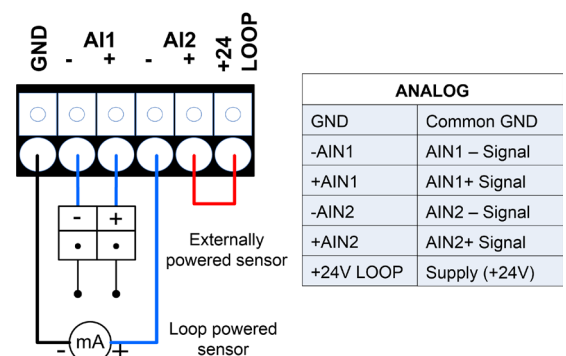 GND
AI1
- +
AI2
- +
+24
LOOP
- +
Externally
powered sensor
Loop powered
sensor
- mA +
ANALOG
GND Common GND
-AIN1 AIN1 – Signal
+AIN1 AIN1+ Signal
-AIN2 AIN2 – Signal
+AIN2 AIN2+ Signal
+24V LOOP Supply (+24V)